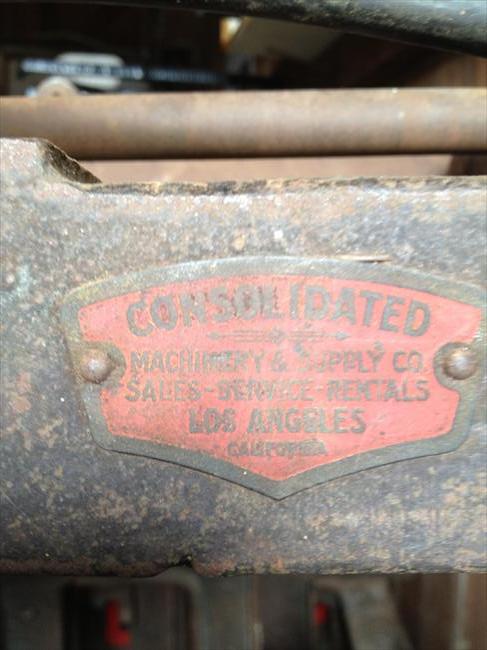 CONSOLIDATED
MACHINERY & SUPPLY CO.
SALES-SERVICE-RENTALS
LOS ANGELES
CALIFORNIA